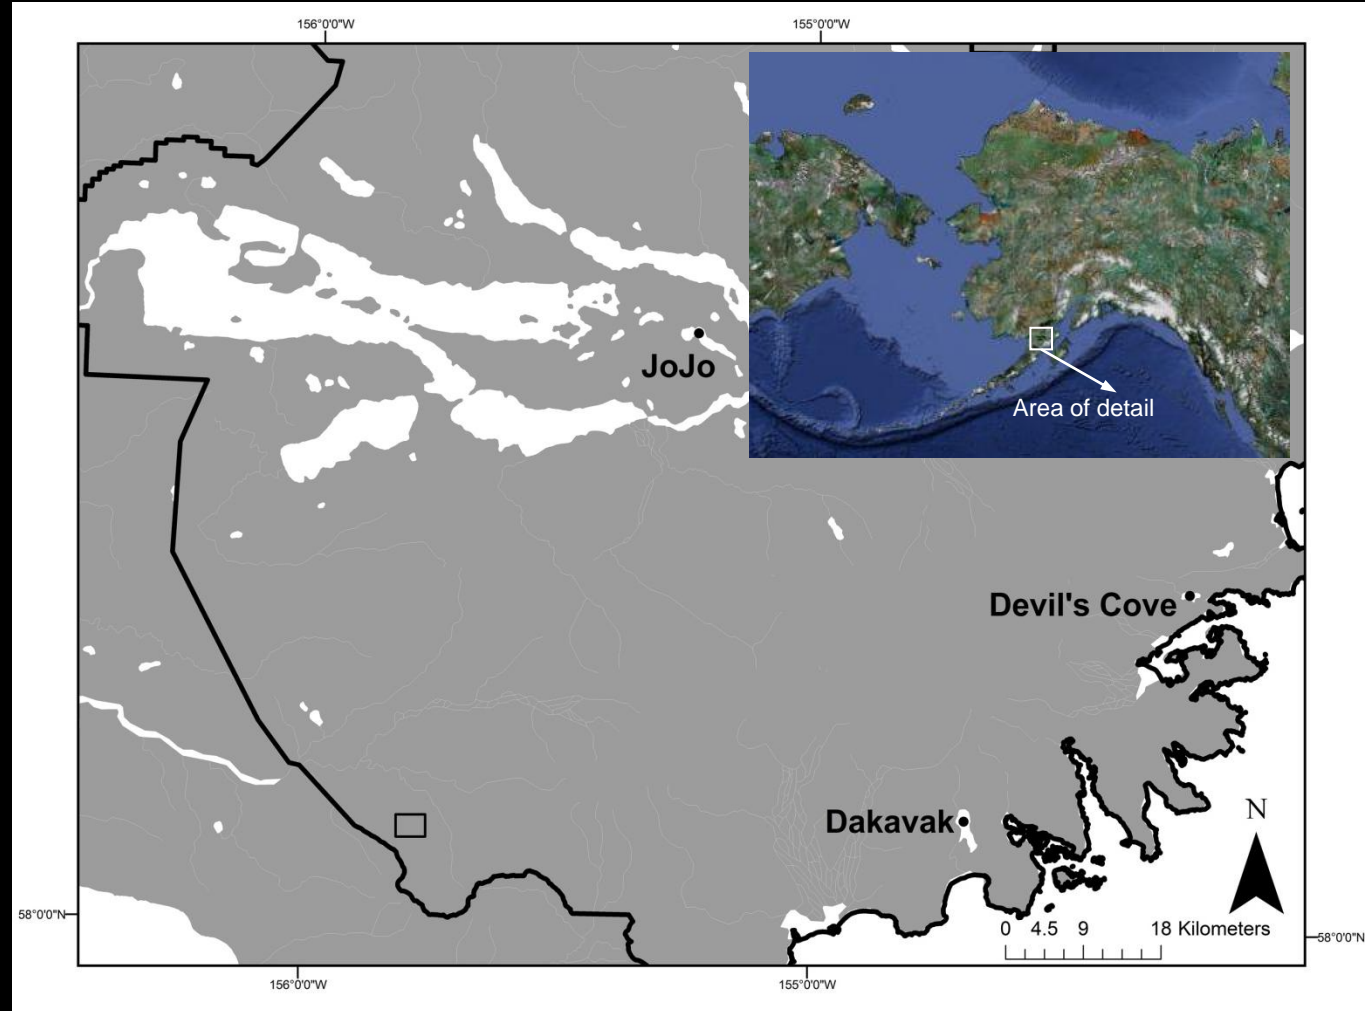 156°0'0"W 155°0'0"W
Area of detail
JoJo
Devil's Cove
Dakavak
N
58°0'0"N
0 4.5 9 18 Kilometers
58°0'0"N
156°0'0"W 155°0'0"W